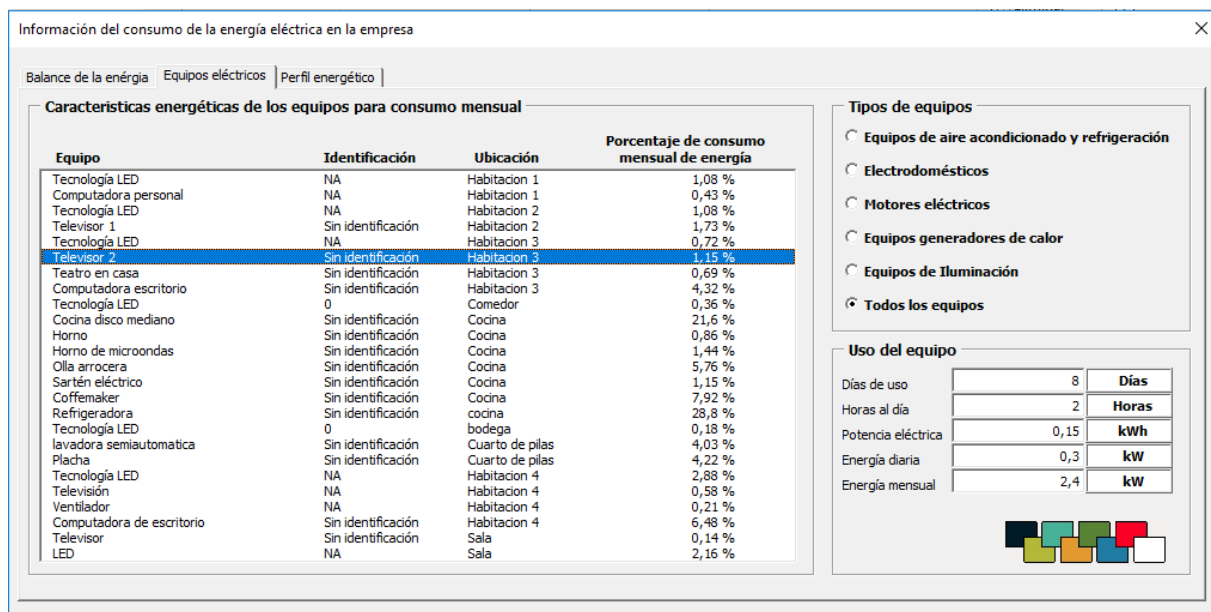 Información del consumo de la energía eléctrica en la empresa
Balance de la enérgia Equipos eléctricos Perfil energético
Caracteristicas energéticas de los equipos para consumo mensual
Equipo Identificación Ubicación Porcentaje de consumo mensual de energía
Tecnología LED NA Habitacion 1 1,08 %
Computadora personal NA Habitacion 1 0,43 %
Tecnología LED NA Habitacion 2 1,08 %
Televisor 1 Sin identificación Habitacion 2 1,73 %
Tecnología LED NA Habitacion 3 0,72 %
Televisor 2 Sin identificación Habitacion 3 1,15 %
Teatro en casa Sin identificación Habitacion 3 0,69 %
Computadora escritorio Sin identificación Habitacion 3 4,32 %
Tecnología LED 0 Comedor 0,36 %
Cocina disco mediano Sin identificación Cocina 21,6 %
Horno Sin identificación Cocina 0,86 %
Horno de microondas Sin identificación Cocina 1,44 %
Olla arrocera Sin identificación Cocina 5,76 %
Sartén eléctrico Sin identificación Cocina 1,15 %
Coffemaker Sin identificación Cocina 7,92 %
Refrigeradora Sin identificación cocina 28,8 %
Tecnología LED 0 bodega 0,18 %
lavadora semiautomatica Sin identificación Cuarto de pilas 4,03 %
Placha Sin identificación Cuarto de pilas 4,22 %
Tecnología LED NA Habitacion 4 2,88 %
Televisión NA Habitacion 4 0,58 %
Ventilador NA Habitacion 4 0,21 %
Computadora de escritorio Sin identificación Habitacion 4 6,48 %
Televisor Sin identificación Sala 0,14 %
LED NA Sala 2,16 %
Tipos de equipos
Equipos de aire acondicionado y refrigeración
Electrodomésticos
Motores eléctricos
Equipos generadores de calor
Equipos de Iluminación
Todos los equipos
Uso del equipo
Días de uso 8 Días
Horas al día 2 Horas
Potencia eléctrica 0,15 kWh
Energía diaria 0,3 kW
Energía mensual 2,4 kW